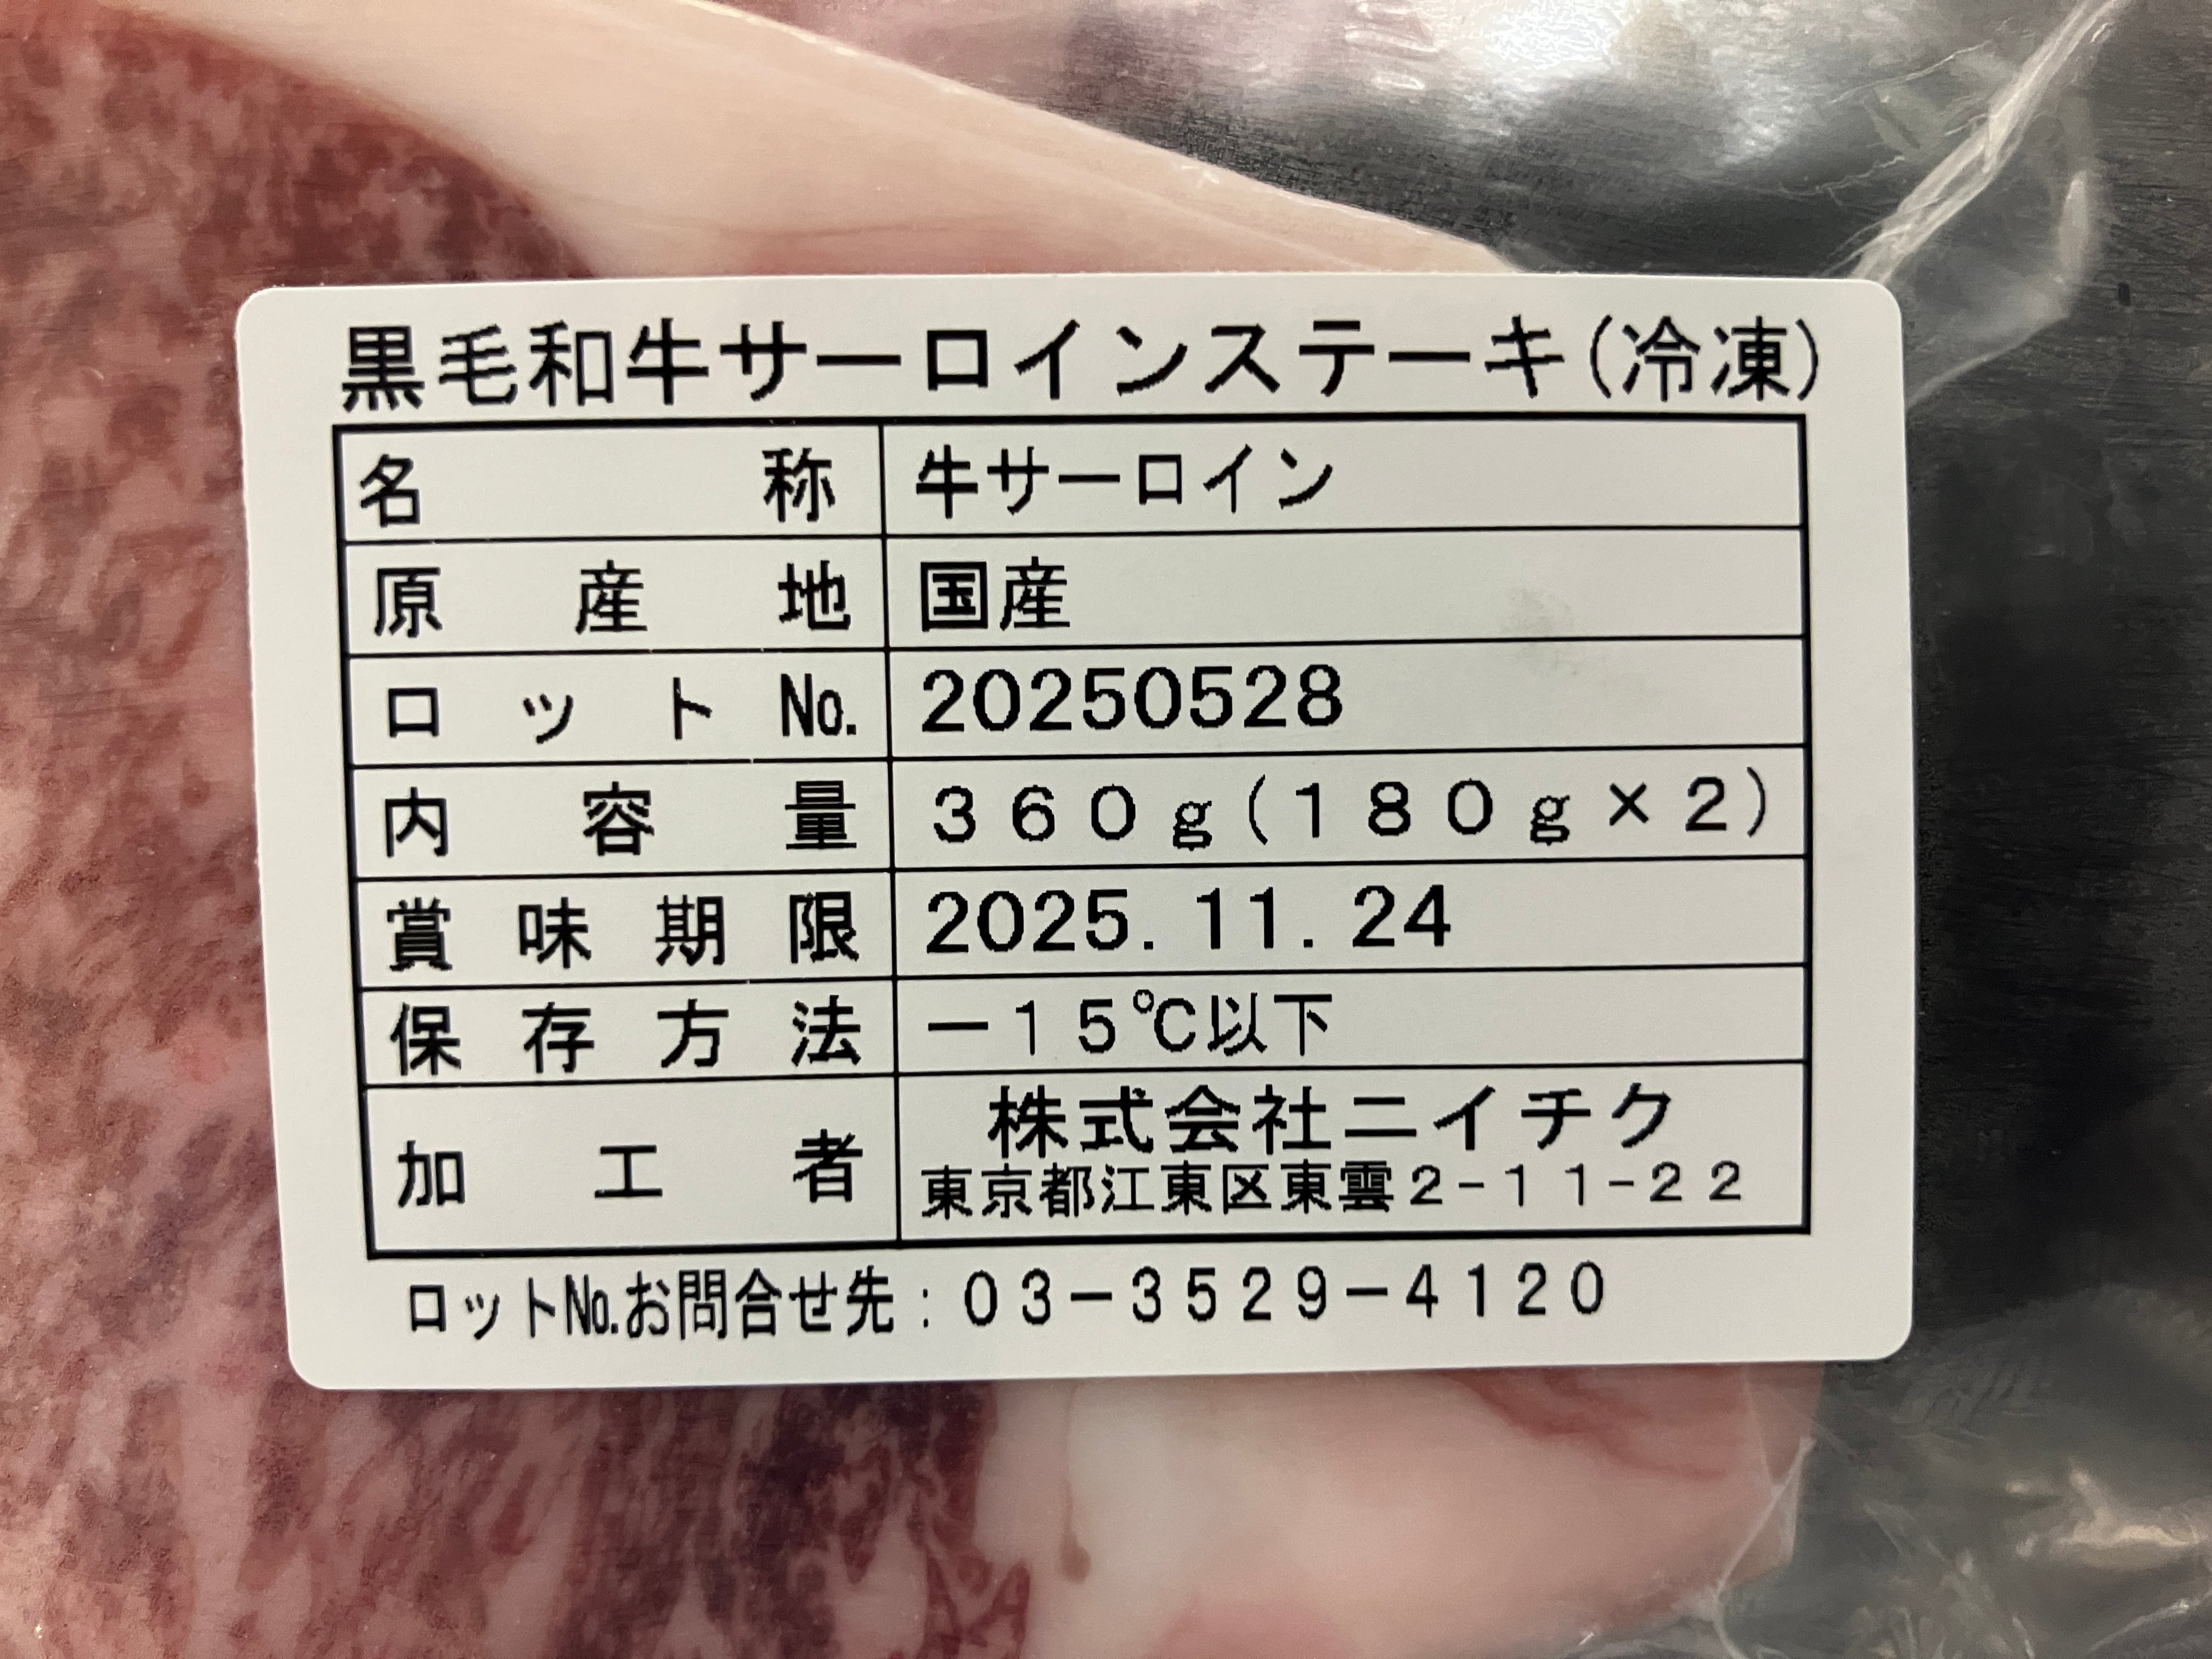 黒毛和牛サーロインステーキ(冷凍)
名称 牛サーロイン
原産地 国産
ロットNo. 20250528
内容量 360g(180g×2)
賞味期限 2025.11.24
保存方法 －15℃以下
加工者 株式会社ニイチク
東京都江東区東雲2-11-22
ロットNo.お問合せ先:03－3529－4120